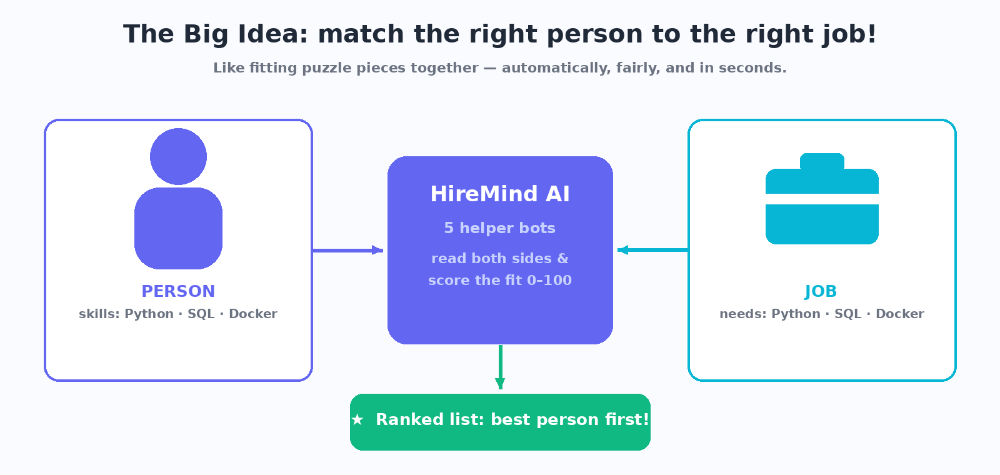 The Big Idea: match the right person to the right job!
Like fitting puzzle pieces together — automatically, fairly, and in seconds.
PERSON
skills: Python · SQL · Docker
HireMind AI
5 helper bots
read both sides &
score the fit 0–100
JOB
needs: Python · SQL · Docker
★ Ranked list: best person first!